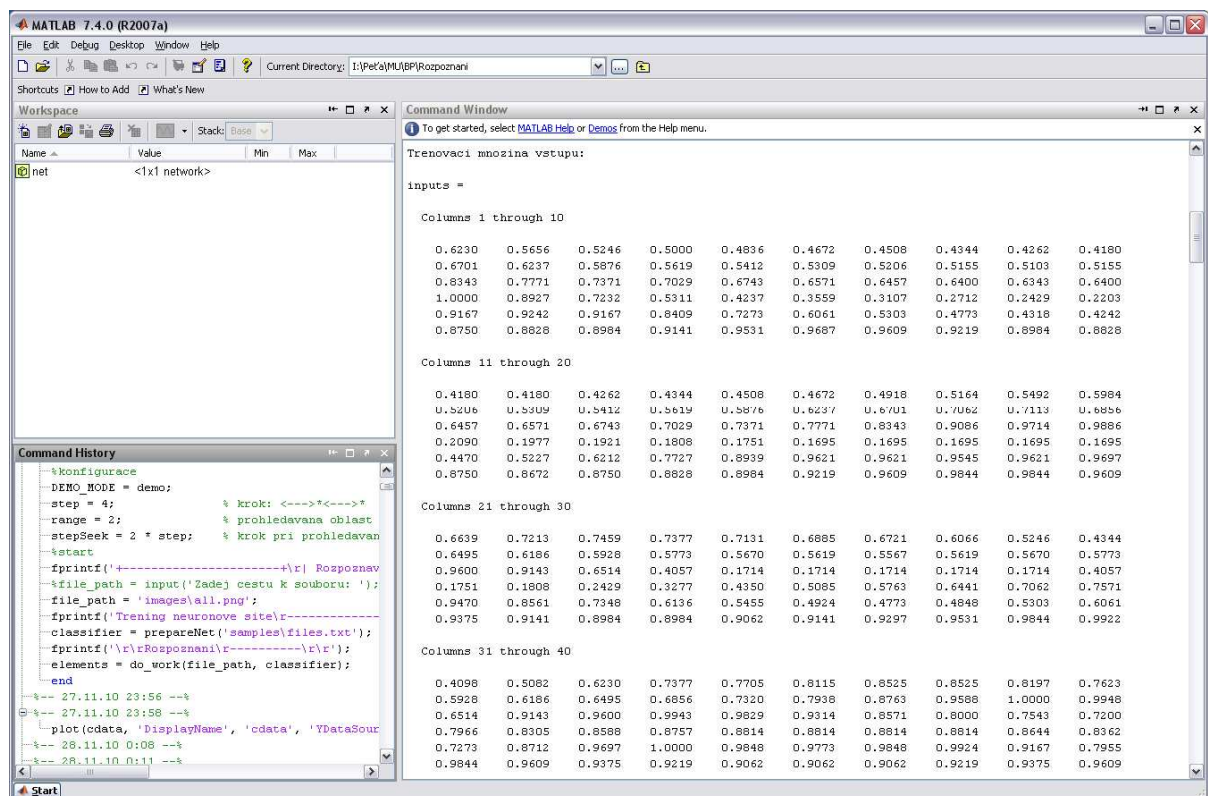 MATLAB 7.4.0 (R2007a)
File Edit Debug Desktop Window Help
Current Directory: I:\Peťa\MU\BP\Rozpoznani
Shortcuts How to Add What's New
Workspace
Stack: Base
Name Value Min Max
net <1x1 network>
Command History
%konfigurace
DEMO_MODE = demo;
step = 4; % krok: <--->*<--->*
range = 2; % prohledavana oblast
stepSeek = 2 * step; % krok pri prohledavan
%start
fprintf('+----------------------+\r| Rozpoznav
%file_path = input('Zadej cestu k souboru: ');
file_path = 'images\all.png';
fprintf('Trening neuronove site\r-------------
classifier = prepareNet('samples\files.txt');
fprintf('\r\rRozpoznani\r----------\r\r');
elements = do_work(file_path, classifier);
end
%-- 27.11.10 23:56 --%
%-- 27.11.10 23:58 --%
plot(cdata, 'DisplayName', 'cdata', 'YDataSour
%-- 28.11.10 0:08 --%
%-- 28.11.10 0:11 --%
Start
Command Window
To get started, select MATLAB Help or Demos from the Help menu.
Trenovaci mnozina vstupu:
inputs =
Columns 1 through 10
0.6230 0.5656 0.5246 0.5000 0.4836 0.4672 0.4508 0.4344 0.4262 0.4180
0.6701 0.6237 0.5876 0.5619 0.5412 0.5309 0.5206 0.5155 0.5103 0.5155
0.8343 0.7771 0.7371 0.7029 0.6743 0.6571 0.6457 0.6400 0.6343 0.6400
1.0000 0.8927 0.7232 0.5311 0.4237 0.3559 0.3107 0.2712 0.2429 0.2203
0.9167 0.9242 0.9167 0.8409 0.7273 0.6061 0.5303 0.4773 0.4318 0.4242
0.8750 0.8828 0.8984 0.9141 0.9531 0.9687 0.9609 0.9219 0.8984 0.8828
Columns 11 through 20
0.4180 0.4180 0.4262 0.4344 0.4508 0.4672 0.4918 0.5164 0.5492 0.5984
0.5206 0.5309 0.5412 0.5619 0.5876 0.6237 0.6701 0.7062 0.7113 0.6856
0.6457 0.6571 0.6743 0.7029 0.7371 0.7771 0.8343 0.9086 0.9714 0.9886
0.2090 0.1977 0.1921 0.1808 0.1751 0.1695 0.1695 0.1695 0.1695 0.1695
0.4470 0.5227 0.6212 0.7727 0.8939 0.9621 0.9621 0.9545 0.9621 0.9697
0.8750 0.8672 0.8750 0.8828 0.8984 0.9219 0.9609 0.9844 0.9844 0.9609
Columns 21 through 30
0.6639 0.7213 0.7459 0.7377 0.7131 0.6885 0.6721 0.6066 0.5246 0.4344
0.6495 0.6186 0.5928 0.5773 0.5670 0.5619 0.5567 0.5619 0.5670 0.5773
0.9600 0.9143 0.6514 0.4057 0.1714 0.1714 0.1714 0.1714 0.1714 0.4057
0.1751 0.1808 0.2429 0.3277 0.4350 0.5085 0.5763 0.6441 0.7062 0.7571
0.9470 0.8561 0.7348 0.6136 0.5455 0.4924 0.4773 0.4848 0.5303 0.6061
0.9375 0.9141 0.8984 0.8984 0.9062 0.9141 0.9297 0.9531 0.9844 0.9922
Columns 31 through 40
0.4098 0.5082 0.6230 0.7377 0.7705 0.8115 0.8525 0.8525 0.8197 0.7623
0.5928 0.6186 0.6495 0.6856 0.7320 0.7938 0.8763 0.9588 1.0000 0.9948
0.6514 0.9143 0.9600 0.9943 0.9829 0.9314 0.8571 0.8000 0.7543 0.7200
0.7966 0.8305 0.8588 0.8757 0.8814 0.8814 0.8814 0.8814 0.8644 0.8362
0.7273 0.8712 0.9697 1.0000 0.9848 0.9773 0.9848 0.9924 0.9167 0.7955
0.9844 0.9609 0.9375 0.9219 0.9062 0.9062 0.9062 0.9219 0.9375 0.9609